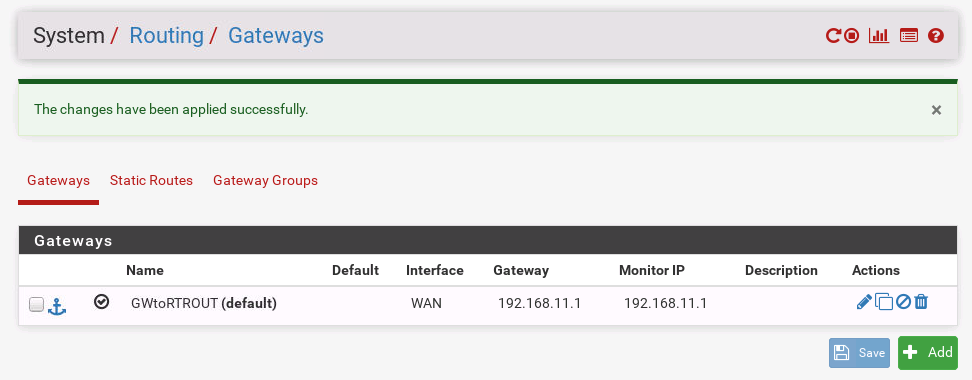 System / Routing / Gateways
The changes have been applied successfully.
×
Gateways Static Routes Gateway Groups
Gateways
Name Default Interface Gateway Monitor IP Description Actions
GWtoRTROUT (default) WAN 192.168.11.1 192.168.11.1
Save Add